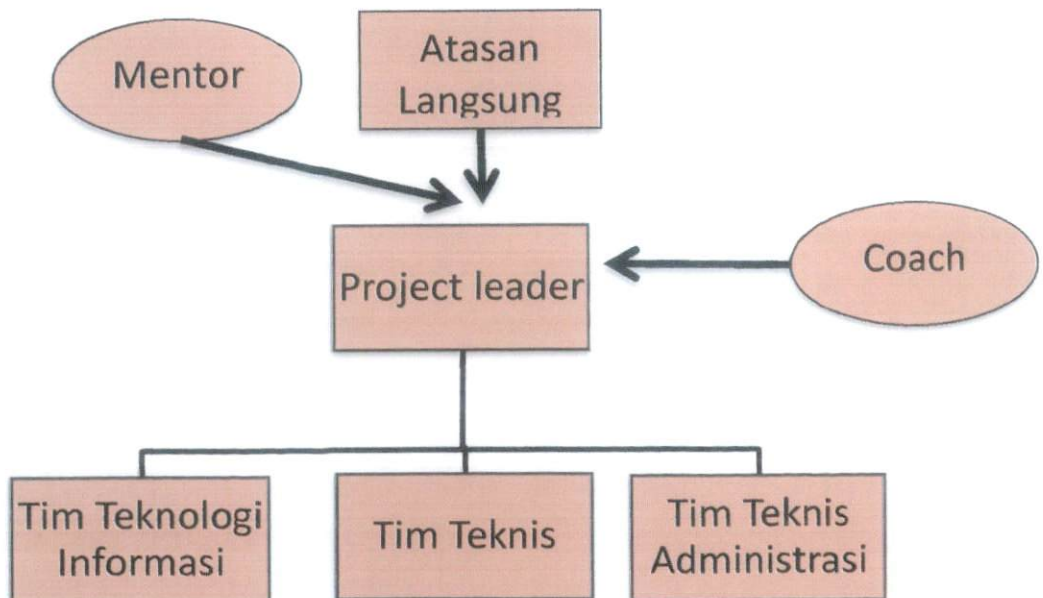 Mentor
Atasan
Langsung
Project leader
Coach
Tim Teknologi
Informasi
Tim Teknis
Tim Teknis
Administrasi